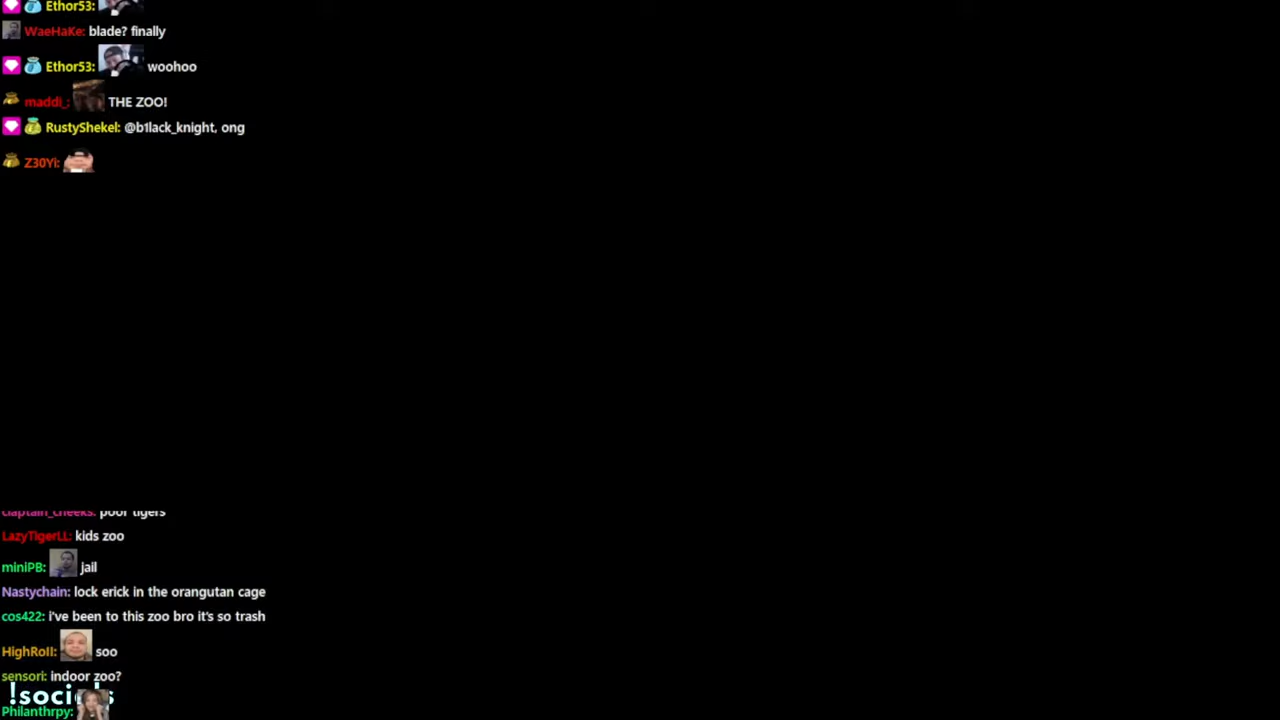 Ethor53:
WaeHaKe: blade? finally
Ethor53: woohoo
maddi_: THE ZOO!
RustyShekel: @b1lack_knight, ong
Z30Yi:
claptain_cheeks: poor tigers
LazyTigerLL: kids zoo
miniPB: jail
Nastychain: lock erick in the orangutan cage
cos422: i've been to this zoo bro it's so trash
HighRoll: soo
sensori: indoor zoo?
!socials
Philanthrpy: